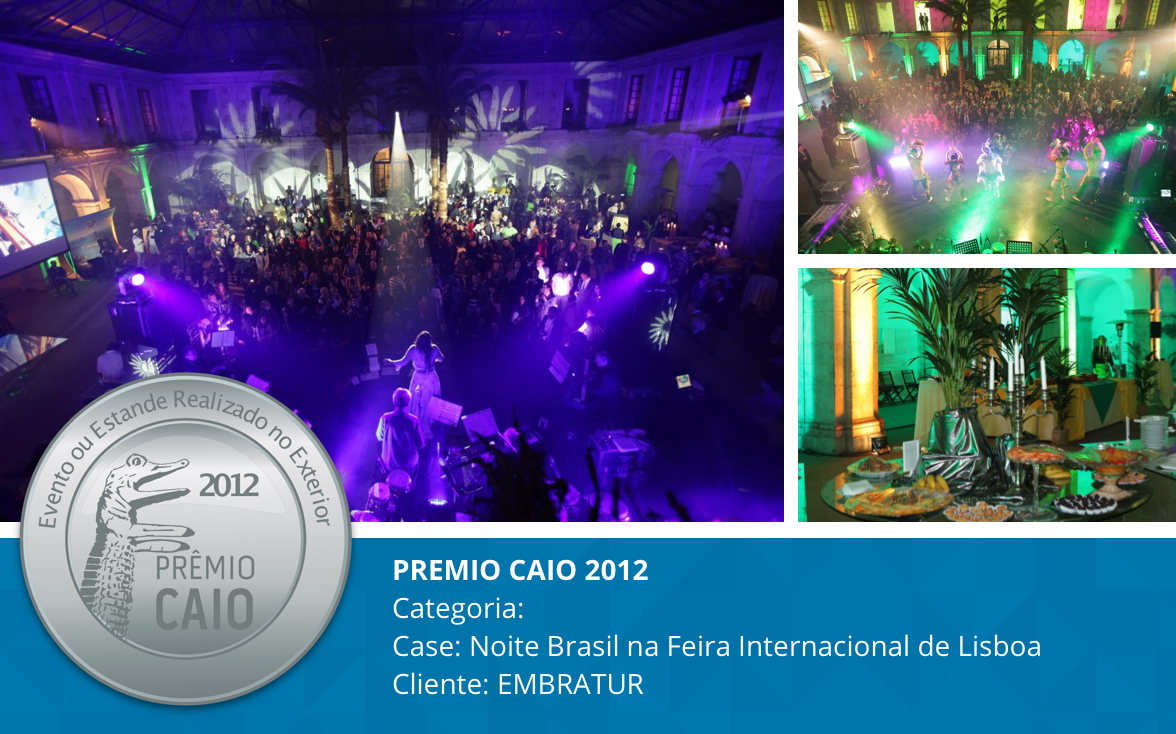 Evento ou Estande Realizado no Exterior
2012
PRÊMIO
CAIO
PREMIO CAIO 2012
Categoria:
Case: Noite Brasil na Feira Internacional de Lisboa
Cliente: EMBRATUR